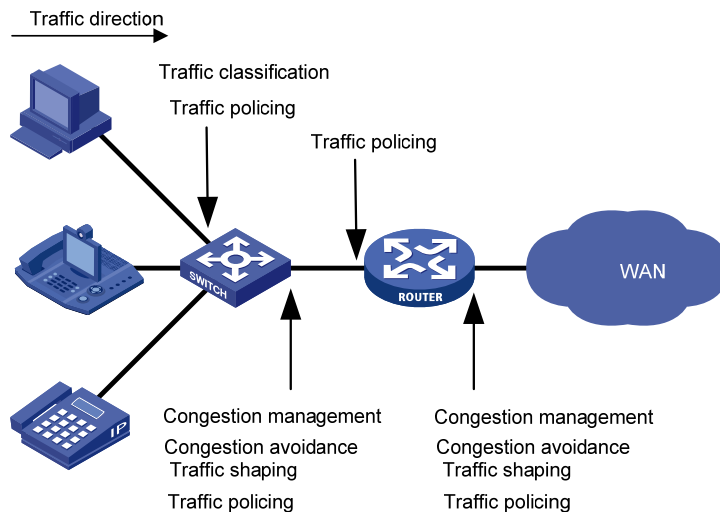 Traffic direction
Traffic classification
Traffic policing
Traffic policing
SWITCH
ROUTER
WAN
IP
Congestion management
Congestion avoidance
Traffic shaping
Traffic policing
Congestion management
Congestion avoidance
Traffic shaping
Traffic policing